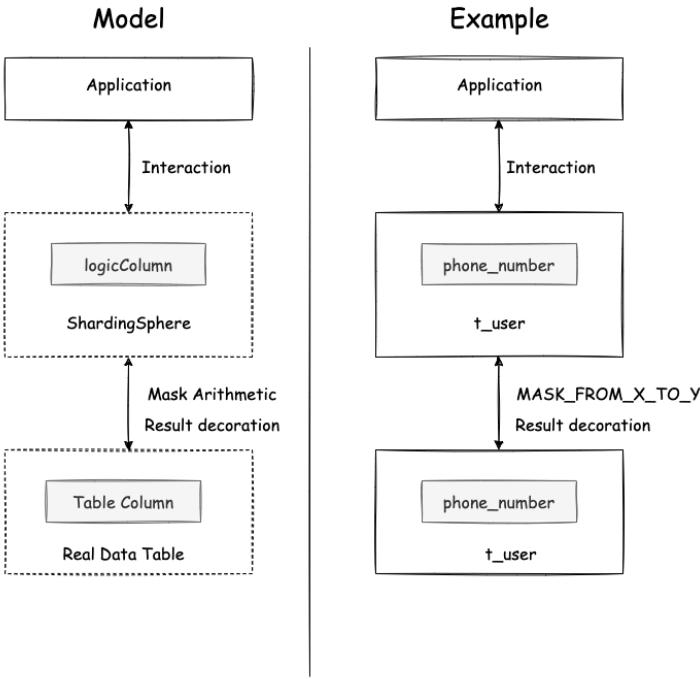 Model
Example
Application
Application
Interaction
Interaction
logicColumn
phone_number
ShardingSphere
t_user
Mask Arithmetic
MASK_FROM_X_TO_Y
Result decoration
Result decoration
Table Column
phone_number
Real Data Table
t_user